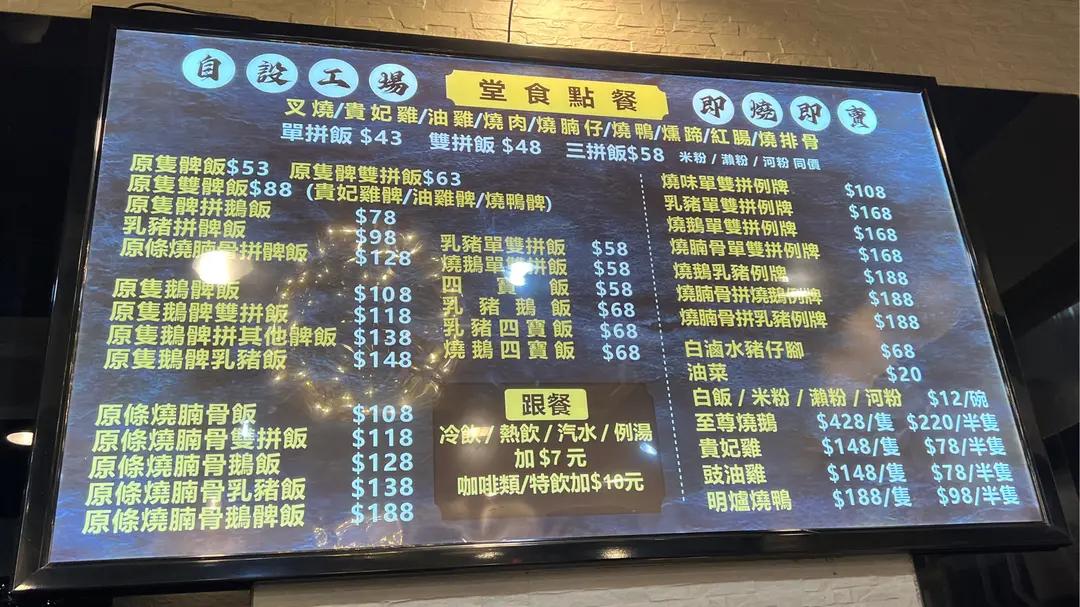 自設工場
堂食點餐
即燒即賣
叉燒/貴妃雞/油雞/燒肉/燒腩仔/燒鴨/燻蹄/紅腸/燒排骨
單拼飯 $43 雙拼飯 $48 三拼飯$58 米粉 / 瀨粉 / 河粉 同價
原隻髀飯$53 原隻髀雙拼飯$63
原隻雙髀飯$88 (貴妃雞髀/油雞髀/燒鴨髀)
原隻髀拼鵝飯 $78
乳豬拼髀飯 $98
原條燒腩骨拼髀飯 $128
原隻鵝髀飯 $108
原隻鵝髀雙拼飯 $118
原隻鵝髀拼其他髀飯 $138
原隻鵝髀乳豬飯 $148
原條燒腩骨飯 $108
原條燒腩骨雙拼飯 $118
原條燒腩骨鵝飯 $128
原條燒腩骨乳豬飯 $138
原條燒腩骨鵝髀飯 $188
乳豬單雙拼飯 $58
燒鵝單雙拼飯 $58
四寶飯 $58
乳豬鵝飯 $68
乳豬四寶飯 $68
燒鵝四寶飯 $68
跟餐
冷飲 / 熱飲 / 汽水 / 例湯
加 $7 元
咖啡類/特飲加$10元
燒味單雙拼例牌 $108
乳豬單雙拼例牌 $168
燒鵝單雙拼例牌 $168
燒腩骨單雙拼例牌 $168
燒鵝乳豬例牌 $188
燒腩骨拼燒鵝例牌 $188
燒腩骨拼乳豬例牌 $188
白滷水豬仔腳 $68
油菜 $20
白飯 / 米粉 / 瀨粉 / 河粉 $12/碗
至尊燒鵝 $428/隻 $220/半隻
貴妃雞 $148/隻 $78/半隻
豉油雞 $148/隻 $78/半隻
明爐燒鴨 $188/隻 $98/半隻